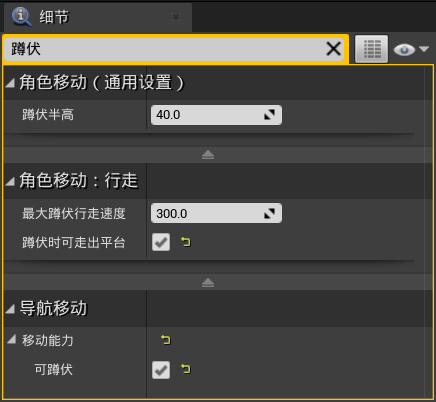 细节
蹲伏
角色移动（通用设置）
蹲伏半高 40.0
角色移动：行走
最大蹲伏行走速度 300.0
蹲伏时可走出平台
导航移动
移动能力
可蹲伏